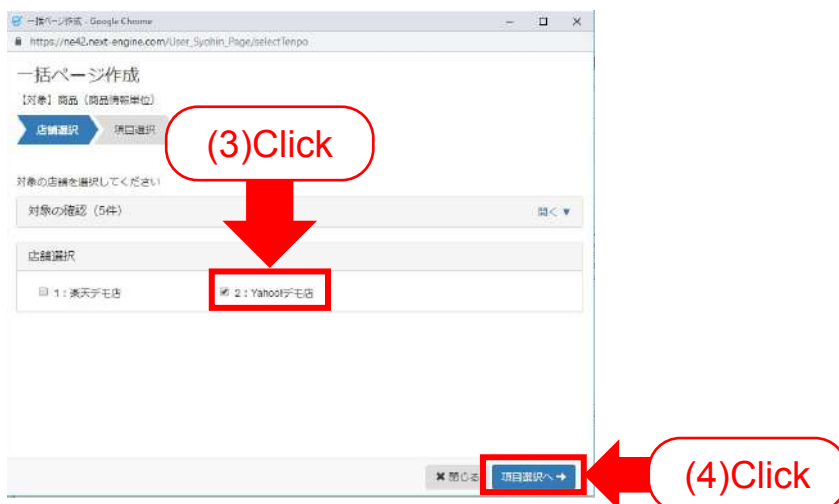 一括ページ作成 - Google Chrome
https://ne42.next-engine.com/User_Syohin_Page/selectTenpo
一括ページ作成
【対象】商品（商品情報単位）
店舗選択 項目選択
(3)Click
対象の店舗を選択してください
対象の確認（5件） 開く ▼
店舗選択
1：楽天デモ店 2：Yahoo!デモ店
✖ 閉じる 項目選択へ ➜
(4)Click